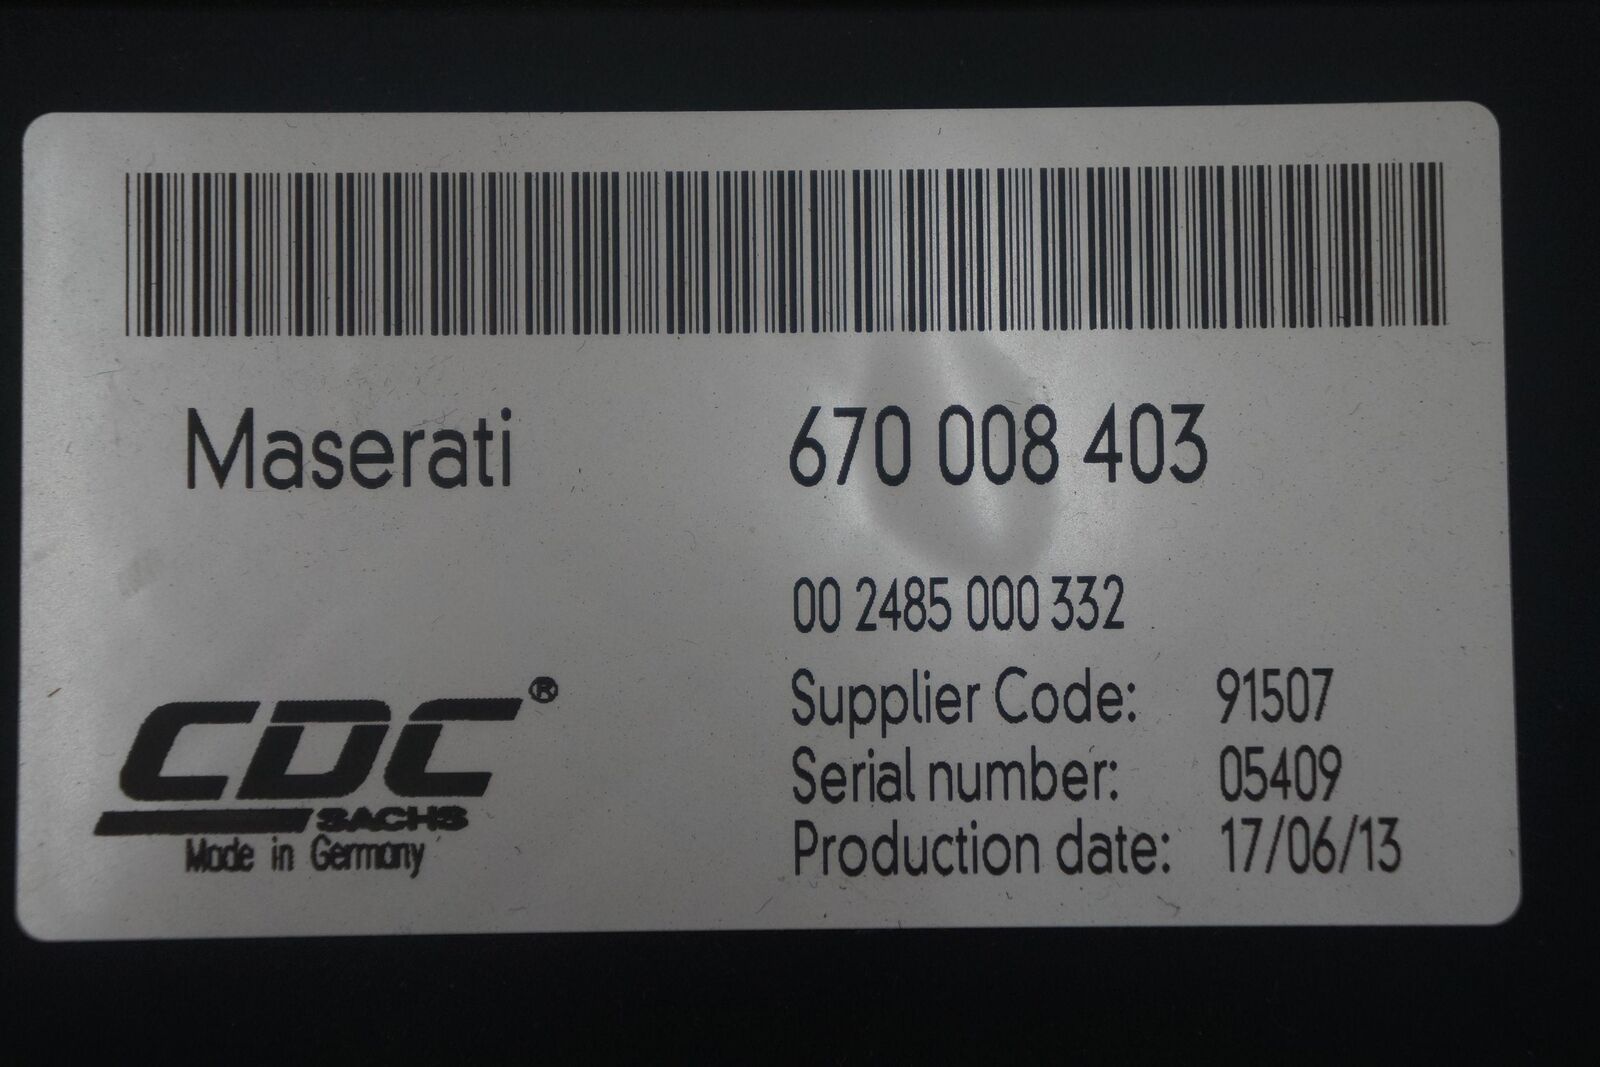 Maserati 670 008 403
00 2485 000 332
Supplier Code: 91507
Serial number: 05409
Production date: 17/06/13
CDC®
SACHS
Made in Germany